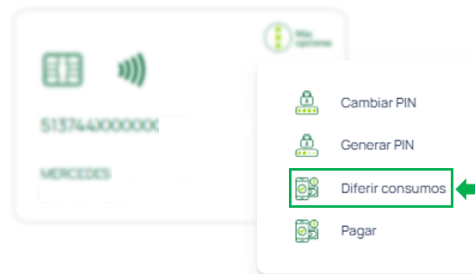 Más
opciones
513744XXXXXXX
MERCEDES
Cambiar PIN
Generar PIN
Diferir consumos
Pagar